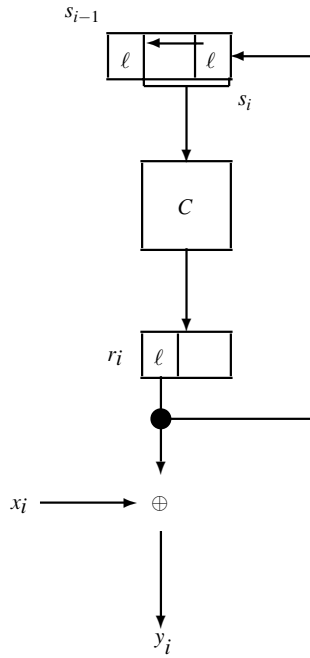 s_{i−1}
ℓ ℓ
s_i
C
r_i ℓ
x_i ⊕
y_i